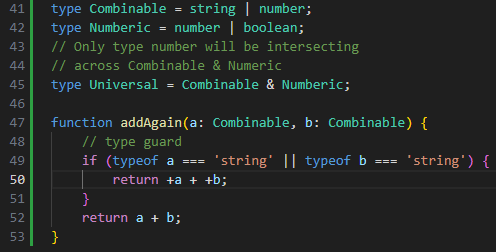 41 type Combinable = string | number;
42 type Numberic = number | boolean;
43 // Only type number will be intersecting
44 // across Combinable & Numeric
45 type Universal = Combinable & Numberic;
46
47 function addAgain(a: Combinable, b: Combinable) {
48     // type guard
49     if (typeof a === 'string' || typeof b === 'string') {
50         return +a + +b;
51     }
52     return a + b;
53 }